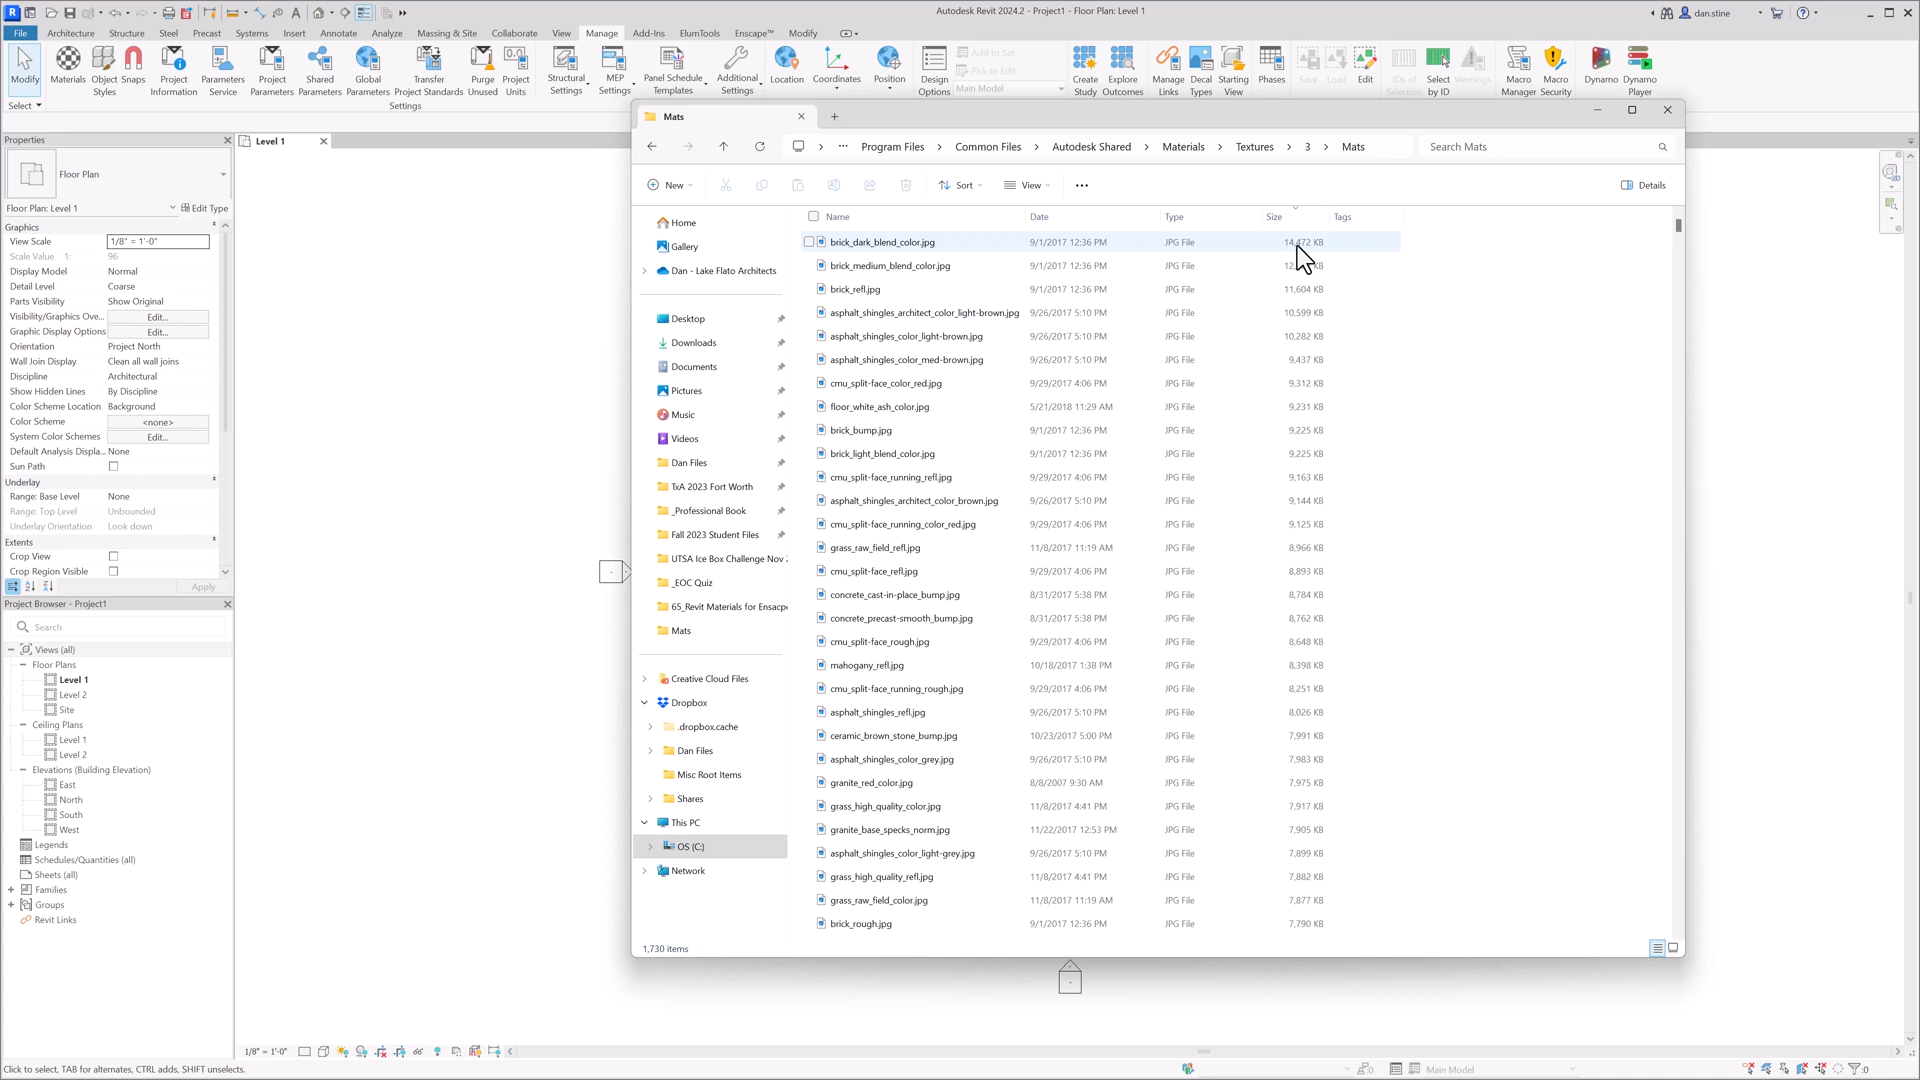 Autodesk Revit 2024.2 - Project1 - Floor Plan: Level 1
dan.stine
File Architecture Structure Steel Precast Systems Insert Annotate Analyze Massing & Site Collaborate View Manage Add-Ins ElumTools Enscape™ Modify
Modify
Materials
Object Styles
Snaps
Project Information
Parameters Service
Project Parameters
Shared Parameters
Global Parameters
Transfer Project Standards
Purge Unused
Project Units
Structural Settings
MEP Settings
Panel Schedule Templates
Additional Settings
Location
Coordinates
Position
Design Options
Add to Set
Pick to Edit
Main Model
Create Study
Explore Outcomes
Manage Links
Decal Types
Starting View
Phases
Save
Load
Edit
IDs of Selection
Select by ID
Warnings
Macro Manager
Macro Security
Dynamo
Dynamo Player
Select
Settings
Properties
Floor Plan
Floor Plan: Level 1
Edit Type
Graphics
View Scale 1/8" = 1'-0"
Scale Value 1: 96
Display Model Normal
Detail Level Coarse
Parts Visibility Show Original
Visibility/Graphics Ove... Edit...
Graphic Display Options Edit...
Orientation Project North
Wall Join Display Clean all wall joins
Discipline Architectural
Show Hidden Lines By Discipline
Color Scheme Location Background
Color Scheme <none>
System Color Schemes Edit...
Default Analysis Displa... None
Sun Path
Underlay
Range: Base Level None
Range: Top Level Unbounded
Underlay Orientation Look down
Extents
Crop View
Crop Region Visible
Apply
Project Browser - Project1
Search
Views (all)
Floor Plans
Level 1
Level 2
Site
Ceiling Plans
Level 1
Level 2
Elevations (Building Elevation)
East
North
South
West
Legends
Schedules/Quantities (all)
Sheets (all)
Families
Groups
Revit Links
Level 1
Mats
Program Files > Common Files > Autodesk Shared > Materials > Textures > 3 > Mats
Search Mats
New
Sort
View
Details
Home
Gallery
Dan - Lake Flato Architects
Desktop
Downloads
Documents
Pictures
Music
Videos
Dan Files
TxA 2023 Fort Worth
_Professional Book
Fall 2023 Student Files
UTSA Ice Box Challenge Nov
_EOC Quiz
65_Revit Materials for Ensacpe
Mats
Creative Cloud Files
Dropbox
.dropbox.cache
Dan Files
Misc Root Items
Shares
This PC
OS (C:)
Network
Name Date Type Size Tags
brick_dark_blend_color.jpg 9/1/2017 12:36 PM JPG File 14,472 KB
brick_medium_blend_color.jpg 9/1/2017 12:36 PM JPG File KB
brick_refl.jpg 9/1/2017 12:36 PM JPG File 11,604 KB
asphalt_shingles_architect_color_light-brown.jpg 9/26/2017 5:10 PM JPG File 10,599 KB
asphalt_shingles_color_light-brown.jpg 9/26/2017 5:10 PM JPG File 10,282 KB
asphalt_shingles_color_med-brown.jpg 9/26/2017 5:10 PM JPG File 9,437 KB
cmu_split-face_color_red.jpg 9/29/2017 4:06 PM JPG File 9,312 KB
floor_white_ash_color.jpg 5/21/2018 11:29 AM JPG File 9,231 KB
brick_bump.jpg 9/1/2017 12:36 PM JPG File 9,225 KB
brick_light_blend_color.jpg 9/1/2017 12:36 PM JPG File 9,225 KB
cmu_split-face_running_refl.jpg 9/29/2017 4:06 PM JPG File 9,163 KB
asphalt_shingles_architect_color_brown.jpg 9/26/2017 5:10 PM JPG File 9,144 KB
cmu_split-face_running_color_red.jpg 9/29/2017 4:06 PM JPG File 9,125 KB
grass_raw_field_refl.jpg 11/8/2017 11:19 AM JPG File 8,966 KB
cmu_split-face_refl.jpg 9/29/2017 4:06 PM JPG File 8,893 KB
concrete_cast-in-place_bump.jpg 8/31/2017 5:38 PM JPG File 8,784 KB
concrete_precast-smooth_bump.jpg 8/31/2017 5:38 PM JPG File 8,762 KB
cmu_split-face_rough.jpg 9/29/2017 4:06 PM JPG File 8,648 KB
mahogany_refl.jpg 10/18/2017 1:38 PM JPG File 8,398 KB
cmu_split-face_running_rough.jpg 9/29/2017 4:06 PM JPG File 8,251 KB
asphalt_shingles_refl.jpg 9/26/2017 5:10 PM JPG File 8,026 KB
ceramic_brown_stone_bump.jpg 10/23/2017 5:00 PM JPG File 7,991 KB
asphalt_shingles_color_grey.jpg 9/26/2017 5:10 PM JPG File 7,983 KB
granite_red_color.jpg 8/8/2007 9:30 AM JPG File 7,975 KB
grass_high_quality_color.jpg 11/8/2017 4:41 PM JPG File 7,917 KB
granite_base_specks_norm.jpg 11/22/2017 12:53 PM JPG File 7,905 KB
asphalt_shingles_color_light-grey.jpg 9/26/2017 5:10 PM JPG File 7,899 KB
grass_high_quality_refl.jpg 11/8/2017 4:41 PM JPG File 7,882 KB
grass_raw_field_color.jpg 11/8/2017 11:19 AM JPG File 7,877 KB
brick_rough.jpg 9/1/2017 12:36 PM JPG File 7,790 KB
1,730 items
1/8" = 1'-0"
Click to select, TAB for alternates, CTRL adds, SHIFT unselects.
:0
Main Model
:0